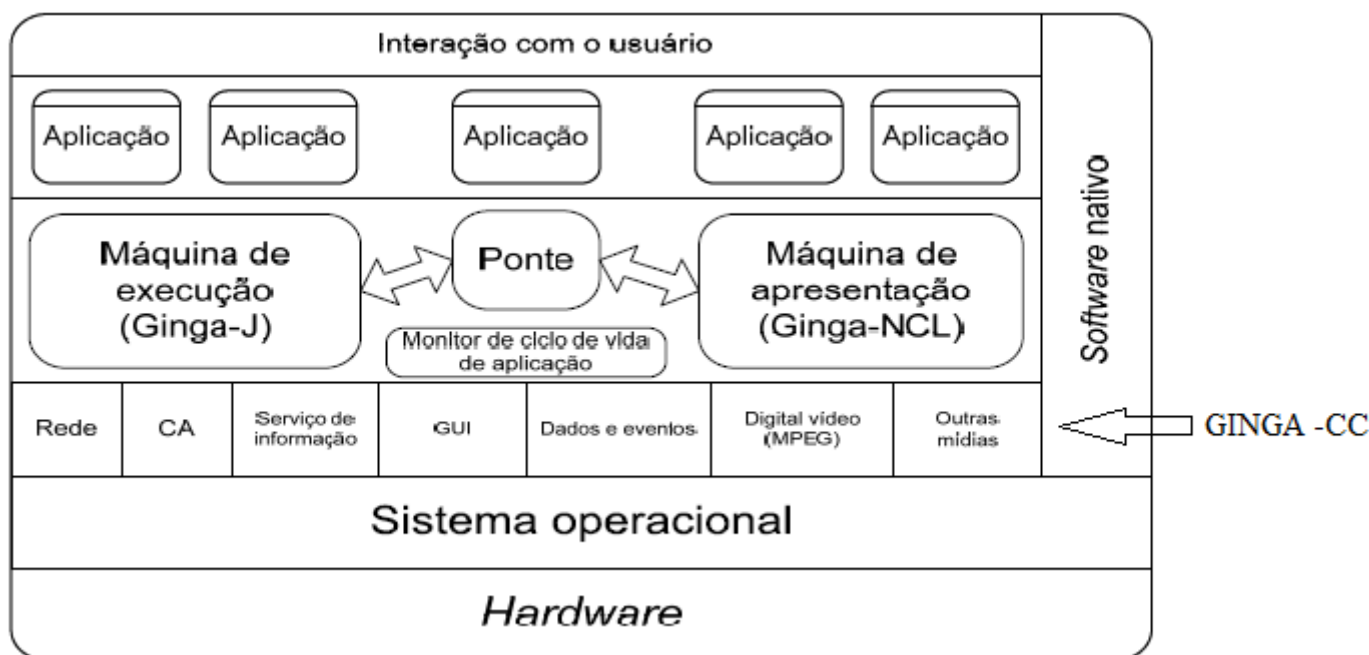 Interação com o usuário
Aplicação
Aplicação
Aplicação
Aplicação
Aplicação
Máquina de
execução
(Ginga-J)
Ponte
Monitor de ciclo de vida
de aplicação
Máquina de
apresentação
(Ginga-NCL)
Rede
CA
Serviço de
informação
GUI
Dados e eventos
Digital vídeo
(MPEG)
Outras
mídias
Software nativo
GINGA -CC
Sistema operacional
Hardware